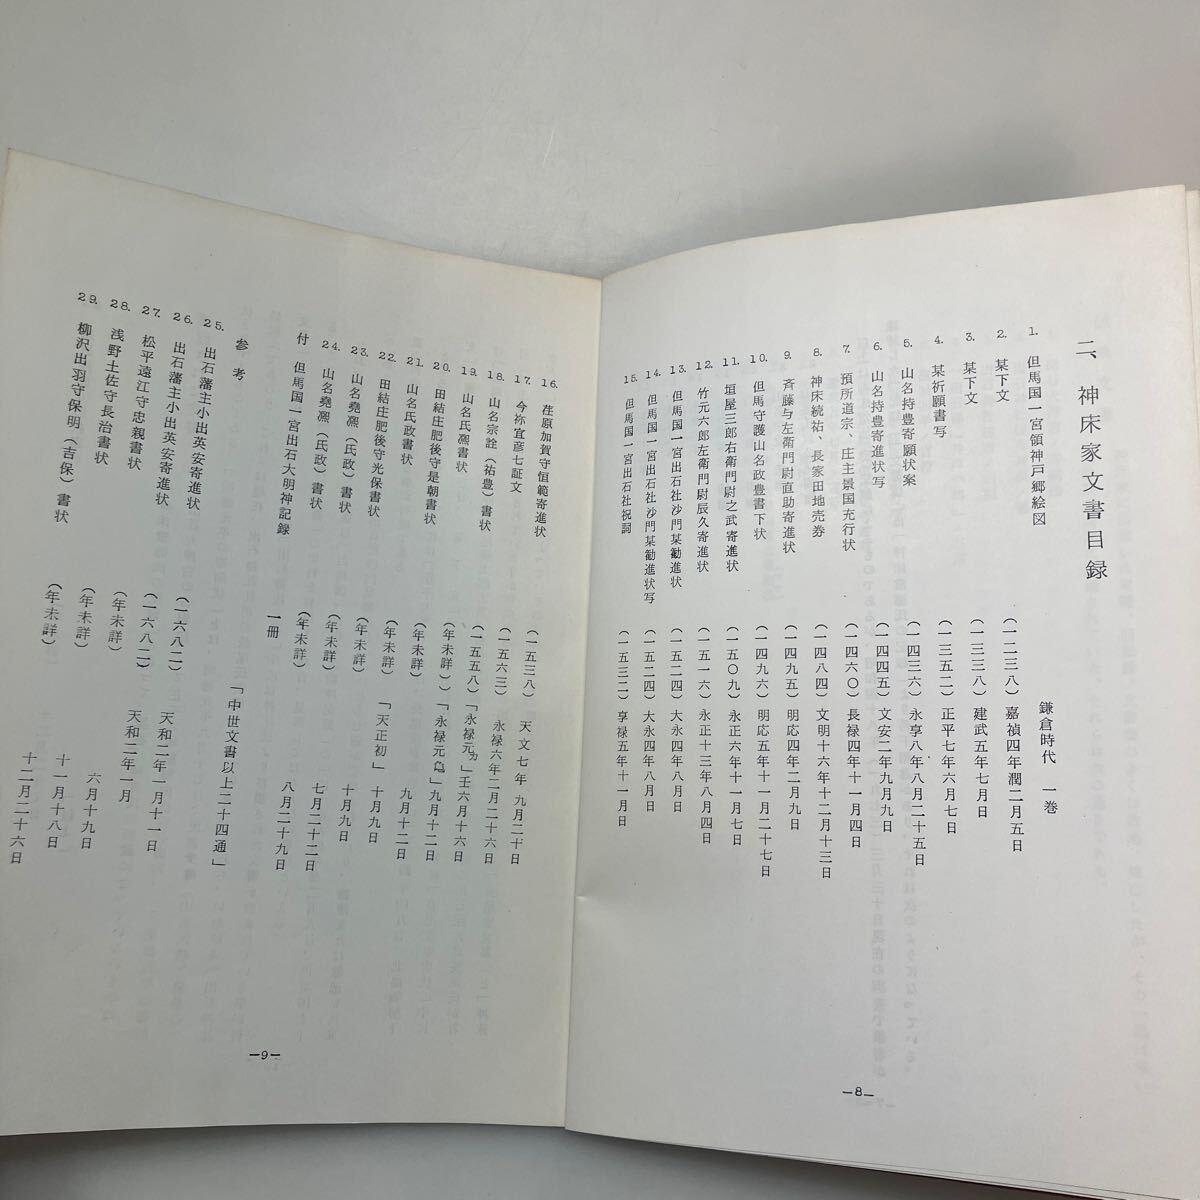 二、神床家文書目録
1. 但馬国一宮領神戸郷絵図 鎌倉時代 一巻
2. 某下文 (一二三八) 嘉禎四年潤二月五日
3. 某下文 (一三三八) 建武五年七月日
4. 某祈願書写 (一三五二) 正平七年六月七日
5. 山名持豊寄願状案 (一四三六) 永享八年八月二十五日
6. 山名持豊寄進状写 (一四四五) 文安二年九月九日
7. 預所道宗、庄主景国充行状 (一四六〇) 長禄四年十一月四日
8. 神床続祐、長家田地売券 (一四八四) 文明十六年十二月十三日
9. 斉藤与左衛門尉直助寄進状 (一四九五) 明応四年二月九日
10. 但馬守護山名政豊書下状 (一四九六) 明応五年十一月二十七日
11. 垣屋三郎右衛門尉之武寄進状 (一五〇九) 永正六年十一月七日
12. 竹元六郎左衛門尉辰久寄進状 (一五一六) 永正十三年八月四日
13. 但馬国一宮出石社沙門某勧進状 (一五二四) 大永四年八月日
14. 但馬国一宮出石社沙門某勧進状写 (一五二四) 大永四年八月日
15. 但馬国一宮出石社祝詞 (一五三二) 享禄五年十一月日
—8—
16. 荏原加賀守恒範寄進状 (一五三八) 天文七年九月二十日
17. 今祢宜彦七証文 (一五六三) 永禄六年二月二十六日
18. 山名宗詮(祐豊)書状 (一五五八)「永禄元カ」壬六月十六日
19. 山名氏凞書状 (年未詳)「永禄元カ」九月十二日
20. 田結庄肥後守是朝書状 (年未詳) 九月十二日
21. 山名氏政書状 (年未詳)「天正初」十月九日
22. 田結庄肥後守光保書状 (年未詳) 十月九日
23. 山名堯凞(氏政)書状 (年未詳) 七月二十二日
24. 山名堯凞(氏政)書状 (年未詳) 八月二十九日
付 但馬国一宮出石大明神記録 一冊
「中世文書以上二十四通」
参考
25. 出石藩主小出英安寄進状 (一六八二) 天和二年一月十一日
26. 出石藩主小出英安寄進状 (一六八二) 天和二年一月
27. 松平遠江守忠親書状 (年未詳) 六月十九日
28. 浅野土佐守長治書状 (年未詳) 十一月十八日
29. 柳沢出羽守保明(吉保)書状 (年未詳) 十二月二十六日
—9—